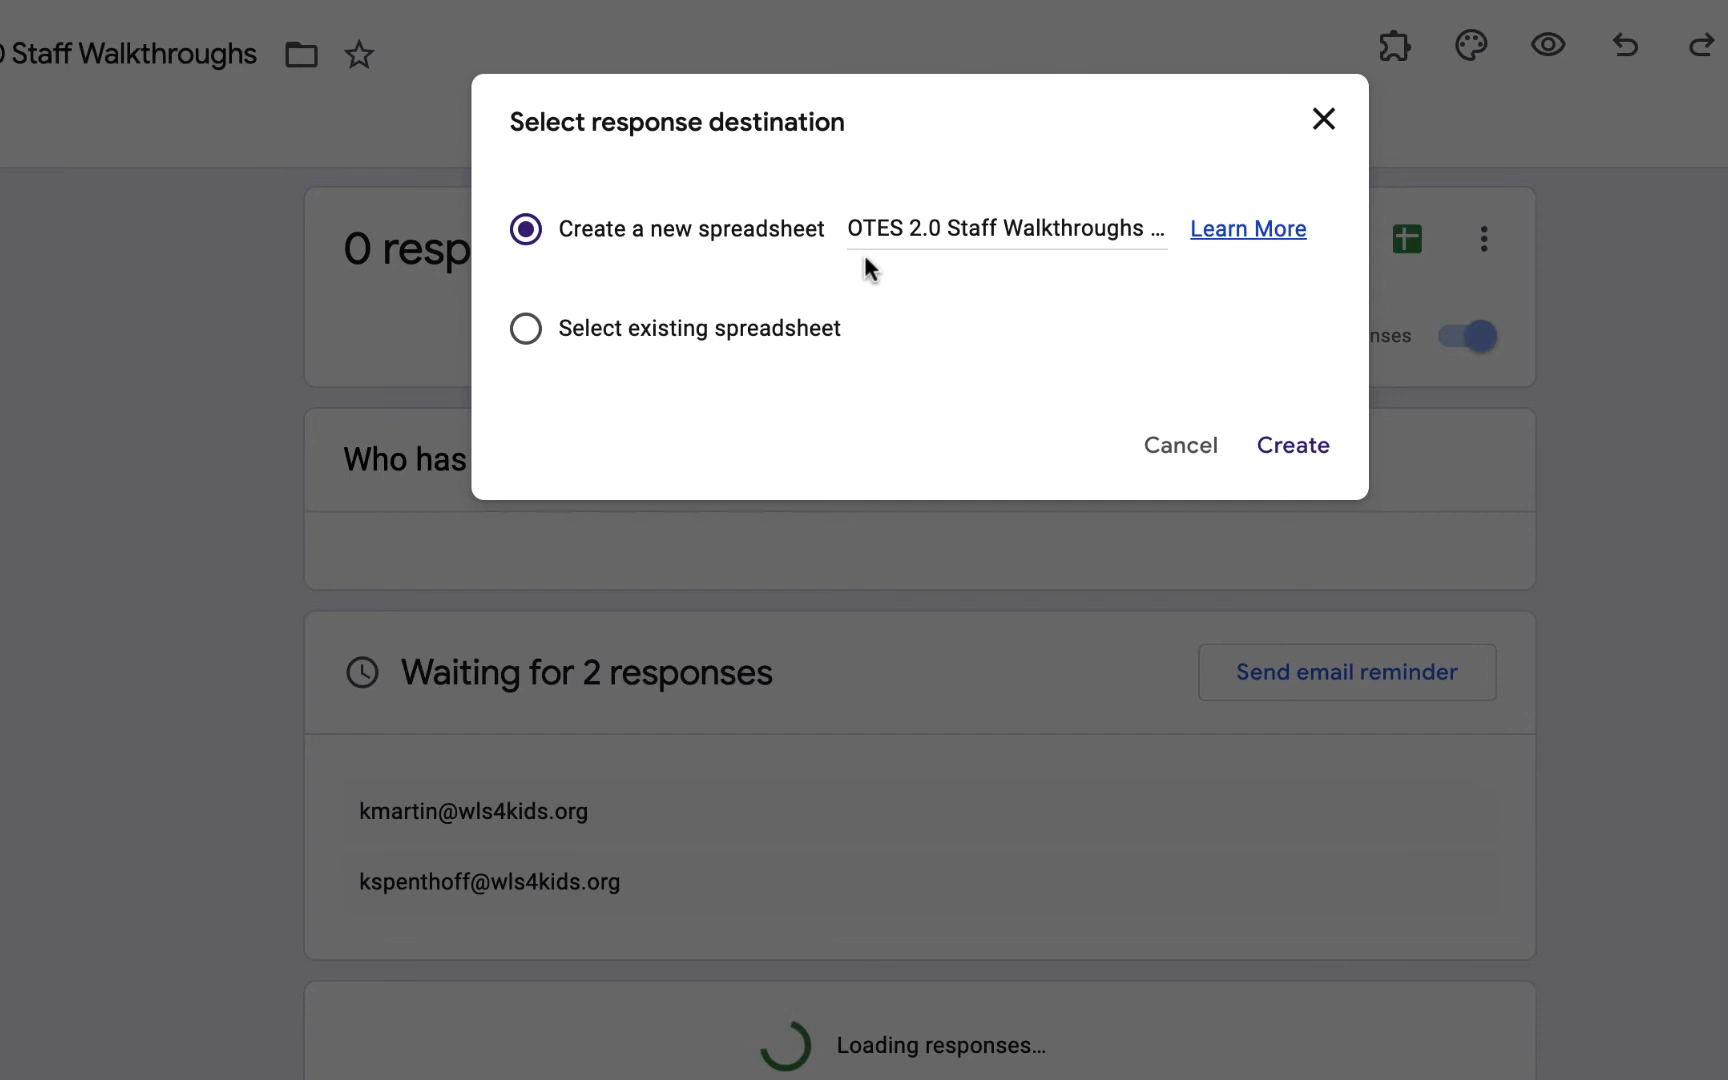 Staff Walkthroughs
Select response destination
Create a new spreadsheet OTES 2.0 Staff Walkthroughs ... Learn More
0 resp
Select existing spreadsheet
nses
Cancel Create
Who has
Waiting for 2 responses
Send email reminder
kmartin@wls4kids.org
kspenthoff@wls4kids.org
Loading responses...